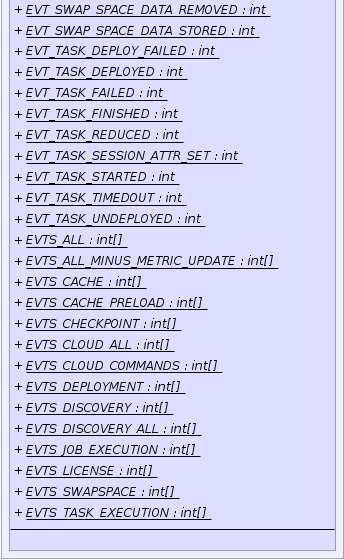 + EVT_SWAP_SPACE_DATA_REMOVED : int
+ EVT_SWAP_SPACE_DATA_STORED : int
+ EVT_TASK_DEPLOY_FAILED : int
+ EVT_TASK_DEPLOYED : int
+ EVT_TASK_FAILED : int
+ EVT_TASK_FINISHED : int
+ EVT_TASK_REDUCED : int
+ EVT_TASK_SESSION_ATTR_SET : int
+ EVT_TASK_STARTED : int
+ EVT_TASK_TIMEDOUT : int
+ EVT_TASK_UNDEPLOYED : int
+ EVTS_ALL : int[]
+ EVTS_ALL_MINUS_METRIC_UPDATE : int[]
+ EVTS_CACHE : int[]
+ EVTS_CACHE_PRELOAD : int[]
+ EVTS_CHECKPOINT : int[]
+ EVTS_CLOUD_ALL : int[]
+ EVTS_CLOUD_COMMANDS : int[]
+ EVTS_DEPLOYMENT : int[]
+ EVTS_DISCOVERY : int[]
+ EVTS_DISCOVERY_ALL : int[]
+ EVTS_JOB_EXECUTION : int[]
+ EVTS_LICENSE : int[]
+ EVTS_SWAPSPACE : int[]
+ EVTS_TASK_EXECUTION : int[]